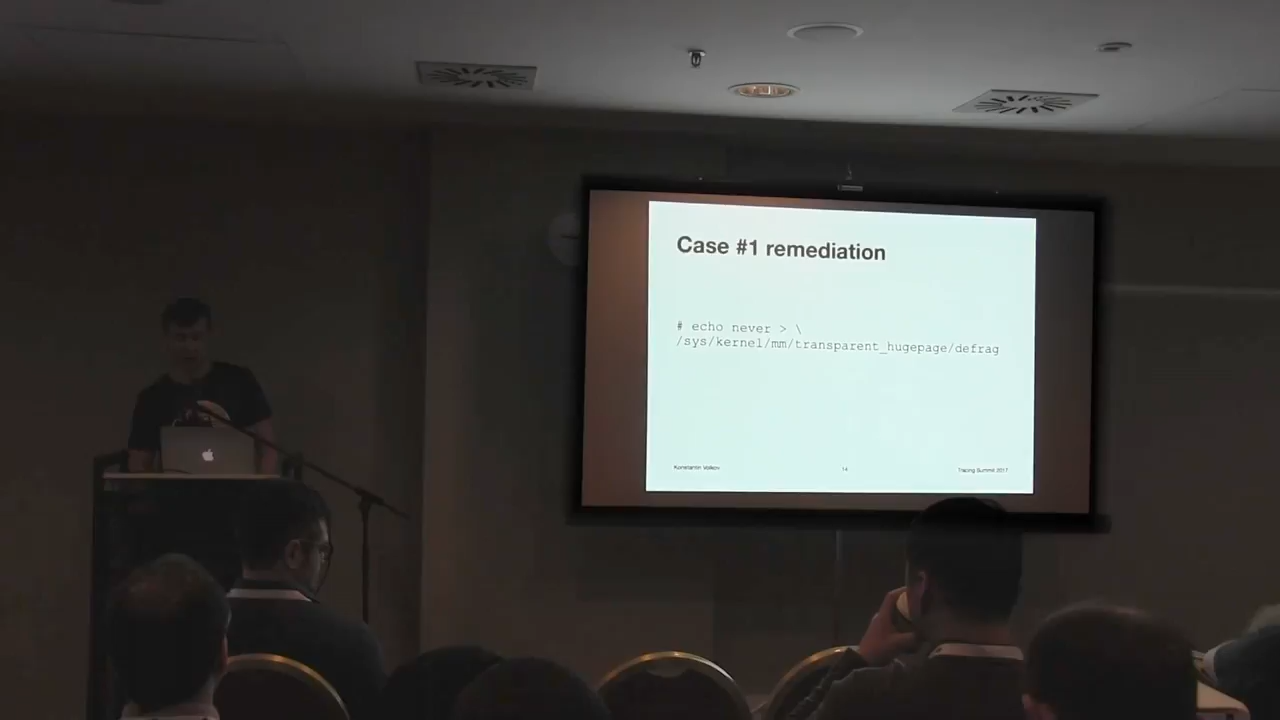 Case #1 remediation
# echo never > \
/sys/kernel/mm/transparent_hugepage/defrag
Konstantin Volkov
14
Tracing Summit 2017